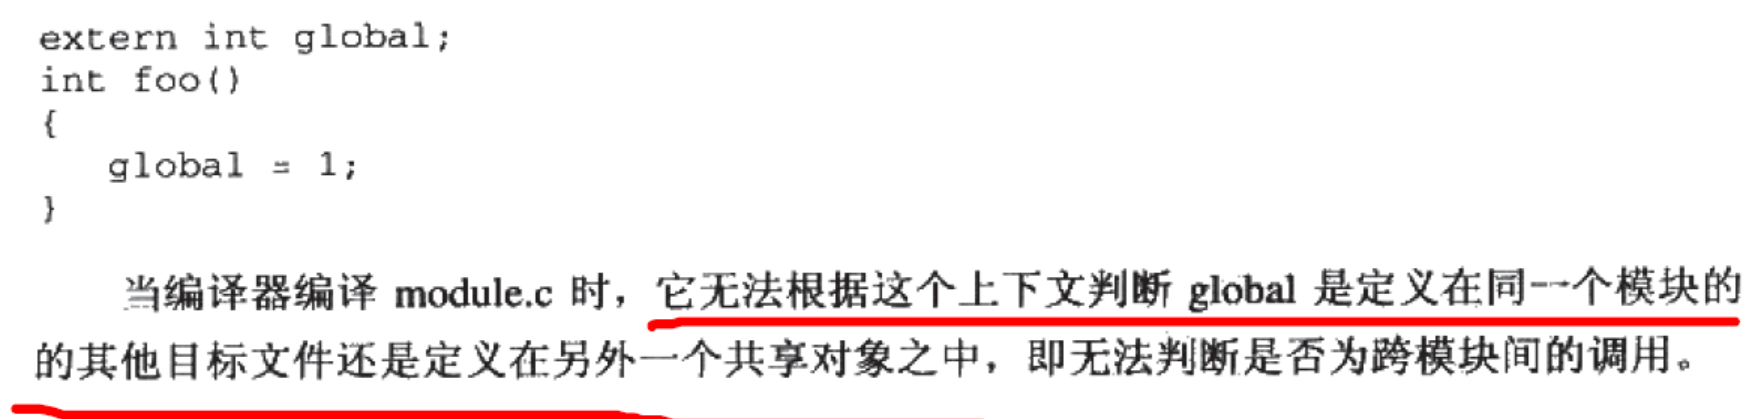 extern int global;
int foo()
{
global = 1;
}
当编译器编译 module.c 时，它无法根据这个上下文判断 global 是定义在同一个模块的
的其他目标文件还是定义在另外一个共享对象之中，即无法判断是否为跨模块间的调用。